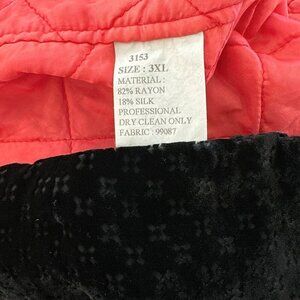 3153
SIZE : 3XL
MATERIAL :
82% RAYON
18% SILK
PROFESSIONAL
DRY CLEAN ONLY
FABRIC : 99087